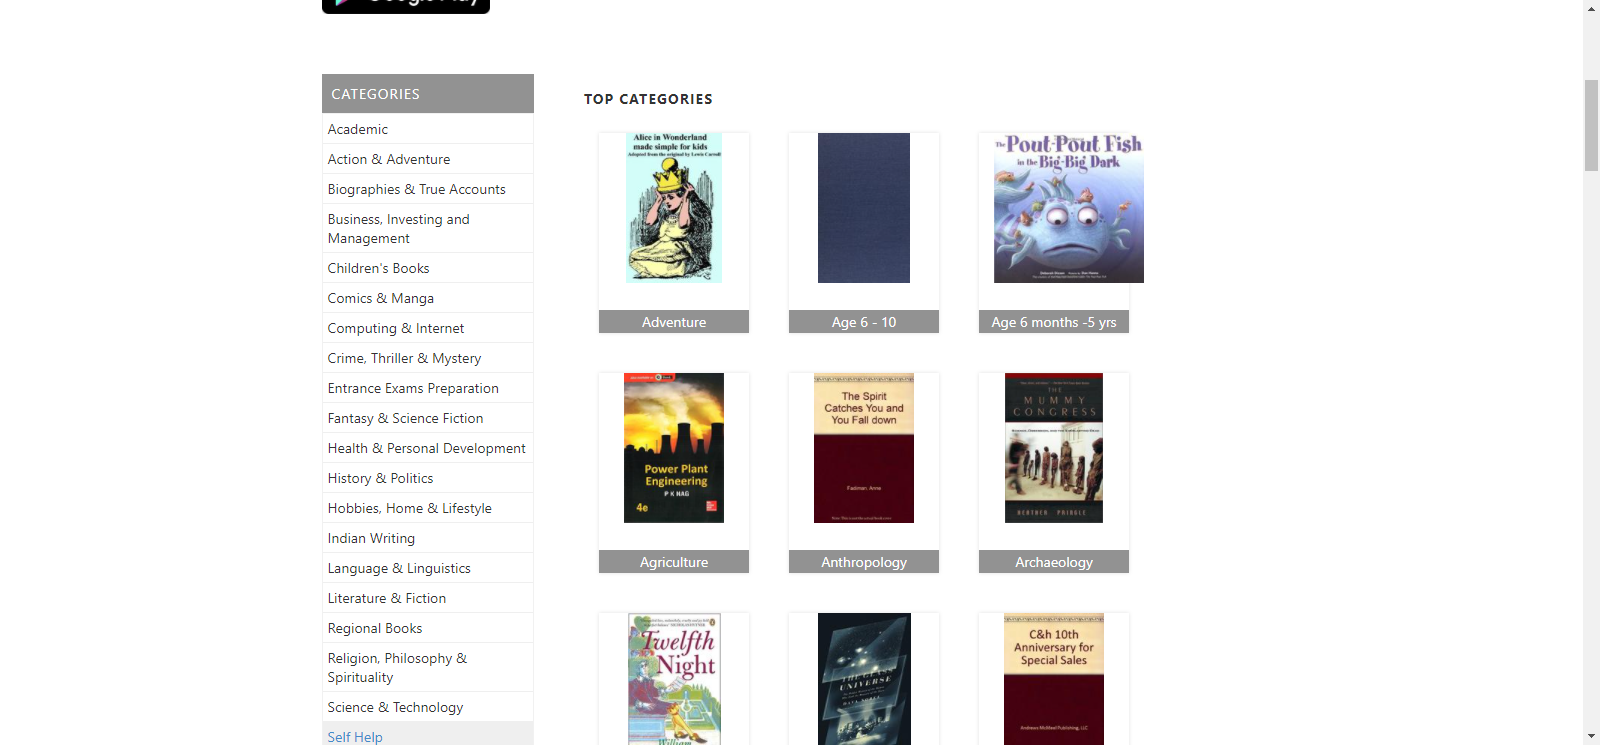 Google Play
CATEGORIES
Academic
Action & Adventure
Biographies & True Accounts
Business, Investing and
Management
Children's Books
Comics & Manga
Computing & Internet
Crime, Thriller & Mystery
Entrance Exams Preparation
Fantasy & Science Fiction
Health & Personal Development
History & Politics
Hobbies, Home & Lifestyle
Indian Writing
Language & Linguistics
Literature & Fiction
Regional Books
Religion, Philosophy &
Spirituality
Science & Technology
Self Help
TOP CATEGORIES
Alice in Wonderland
made simple for kids
Adapted from the original by Lewis Carroll
Adventure
Age 6 - 10
The Pout-Pout Fish
in the Big-Big Dark
Age 6 months -5 yrs
Power Plant
Engineering
P K NAG
4e
Agriculture
The Spirit
Catches You and
You Fall down
Fadiman, Anne
Anthropology
THE
MUMMY
CONGRESS
HEATHER PRINGLE
Archaeology
Twelfth
Night
William
THE GLASS
UNIVERSE
DAVA SOBEL
C&h 10th
Anniversary for
Special Sales
Andrews McMeel Publishing, LLC